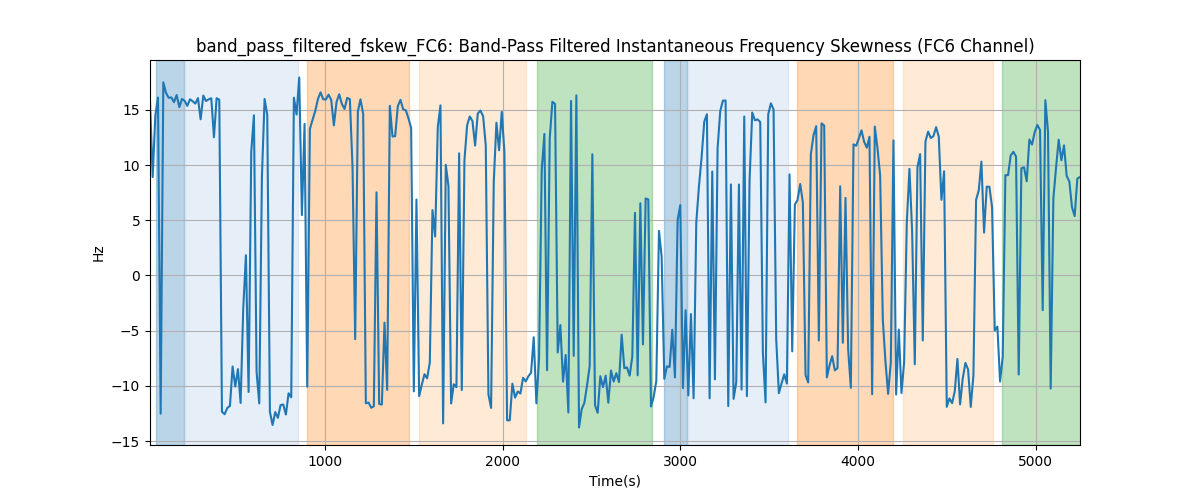 band_pass_filtered_fskew_FC6: Band-Pass Filtered Instantaneous Frequency Skewness (FC6 Channel)
15
10
5
0
−5
−10
−15
Hz
1000 2000 3000 4000 5000
Time(s)